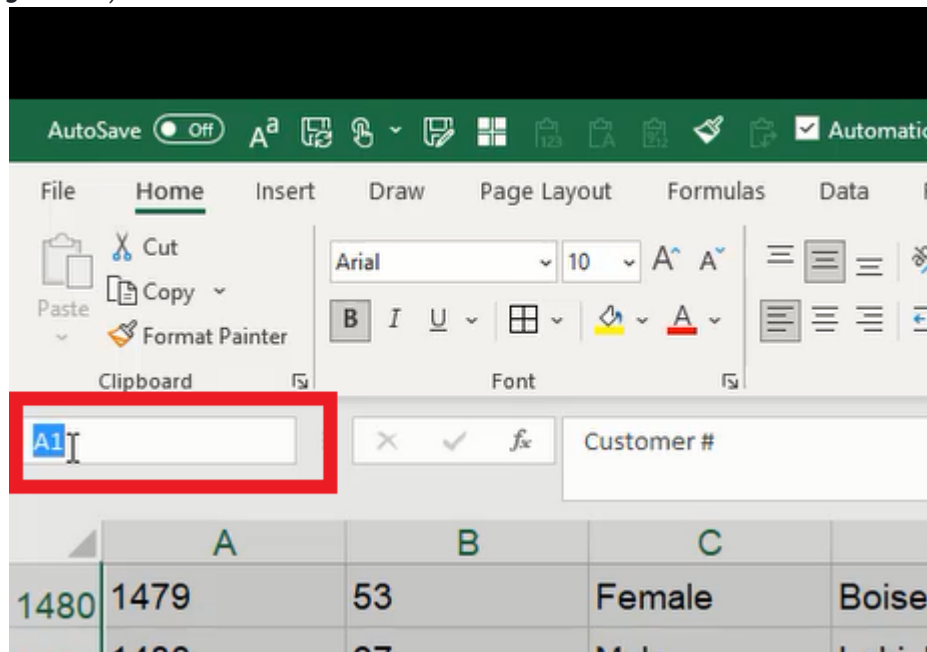 AutoSave Off Automatic
File Home Insert Draw Page Layout Formulas Data
Cut
Arial 10
Copy
Paste
B I U A
Format Painter
Clipboard Font
A1 fx Customer #
A B C
1480 1479 53 Female Boise